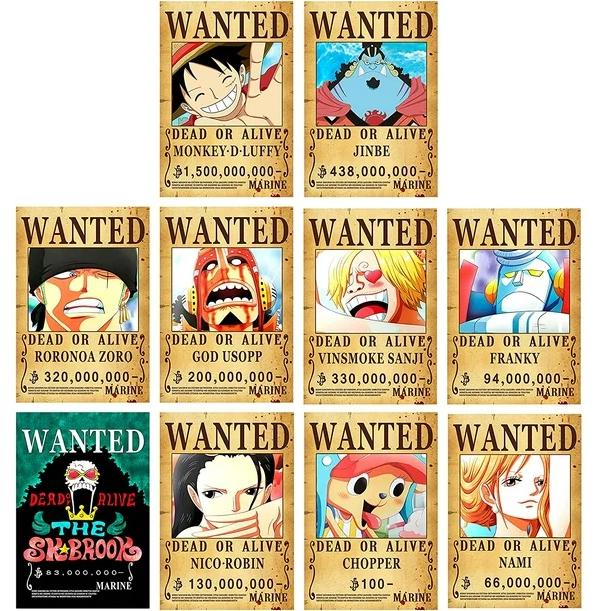 WANTED
DEAD OR ALIVE
MONKEY·D·LUFFY
฿1,500,000,000-
MARINE
WANTED
DEAD OR ALIVE
JINBE
฿438,000,000-
MARINE
WANTED
DEAD OR ALIVE
RORONOA ZORO
฿320,000,000-
MARINE
WANTED
DEAD OR ALIVE
GOD USOPP
฿200,000,000-
MARINE
WANTED
DEAD OR ALIVE
VINSMOKE SANJI
฿330,000,000-
MARINE
WANTED
DEAD OR ALIVE
FRANKY
฿94,000,000-
MARINE
WANTED
DEAD OR ALIVE
THE
SK★BROOK
฿83,000,000-
MARINE
WANTED
DEAD OR ALIVE
NICO·ROBIN
฿130,000,000-
MARINE
WANTED
DEAD OR ALIVE
CHOPPER
฿100-
MARINE
WANTED
DEAD OR ALIVE
NAMI
฿66,000,000-
MARINE